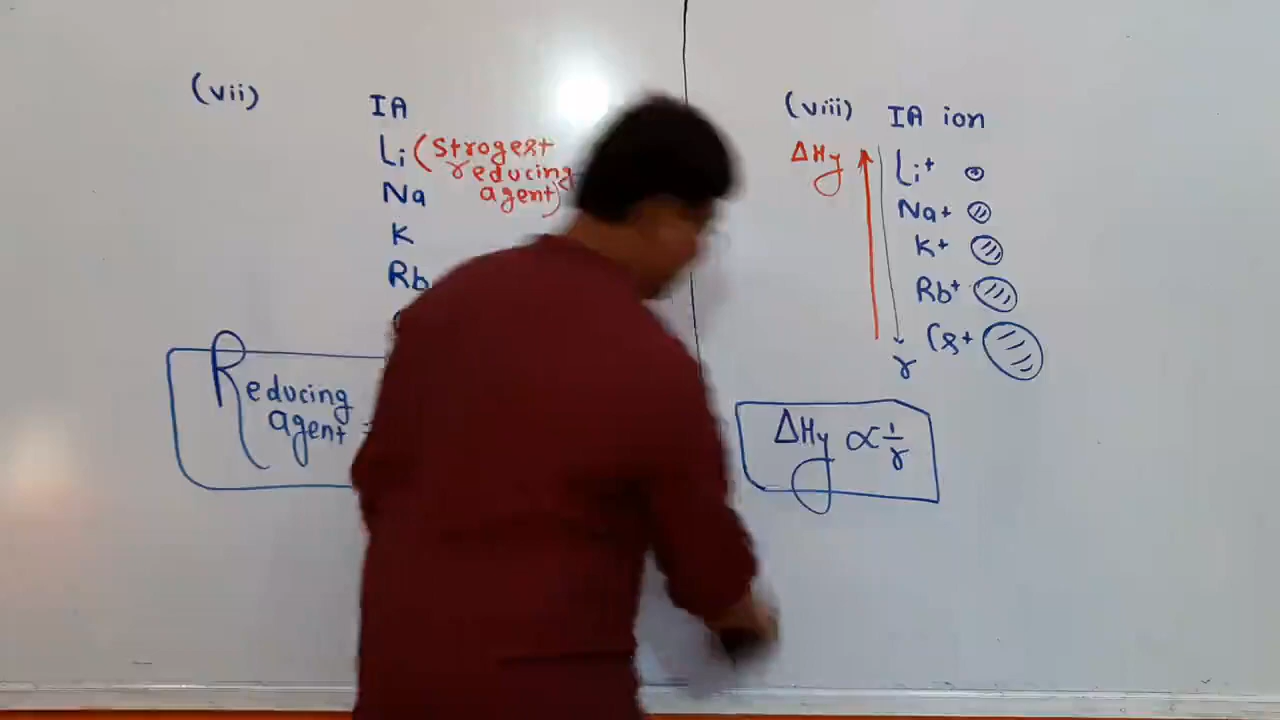 (vii)
IA
Li (strogest
reducing
agent)
Na
K
Rb
Reducing
agent
(viii) IA ion
ΔHy
Li+
Na+
K+
Rb+
Cs+
r
ΔHy ∝ 1/r